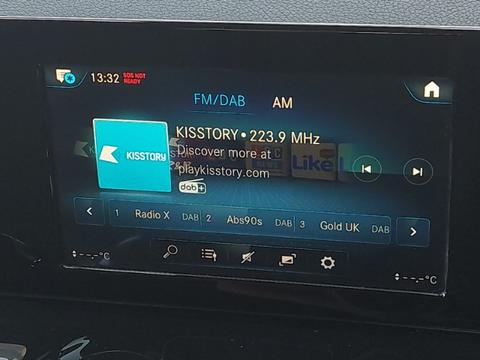 13:32 SOS NOT
READY
FM/DAB AM
KISSTORY
KISSTORY • 223.9 MHz
Discover more at
playkisstory.com
dab+
Like L
1 Radio X DAB 2 Abs90s DAB 3 Gold UK DAB
--,-°C
--,-°C